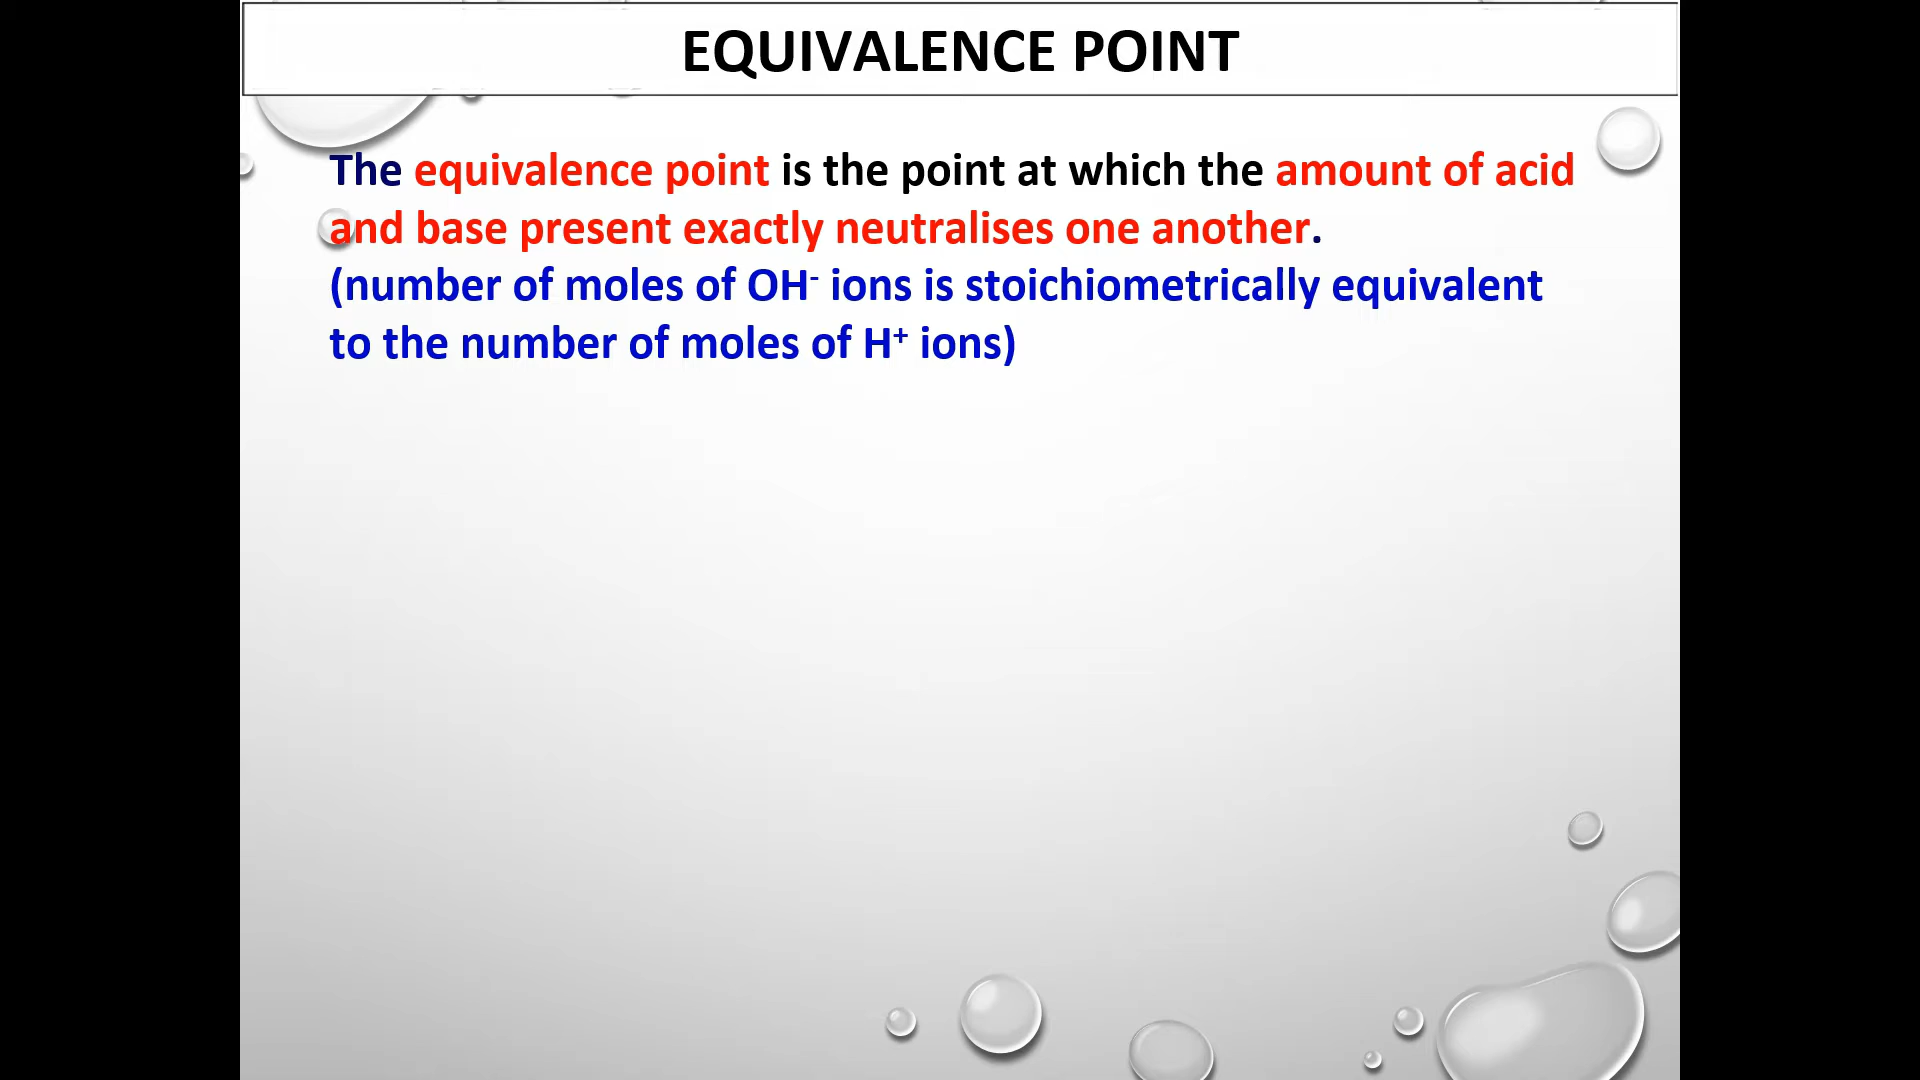 EQUIVALENCE POINT
The equivalence point is the point at which the amount of acid
and base present exactly neutralises one another.
(number of moles of OH⁻ ions is stoichiometrically equivalent
to the number of moles of H⁺ ions)